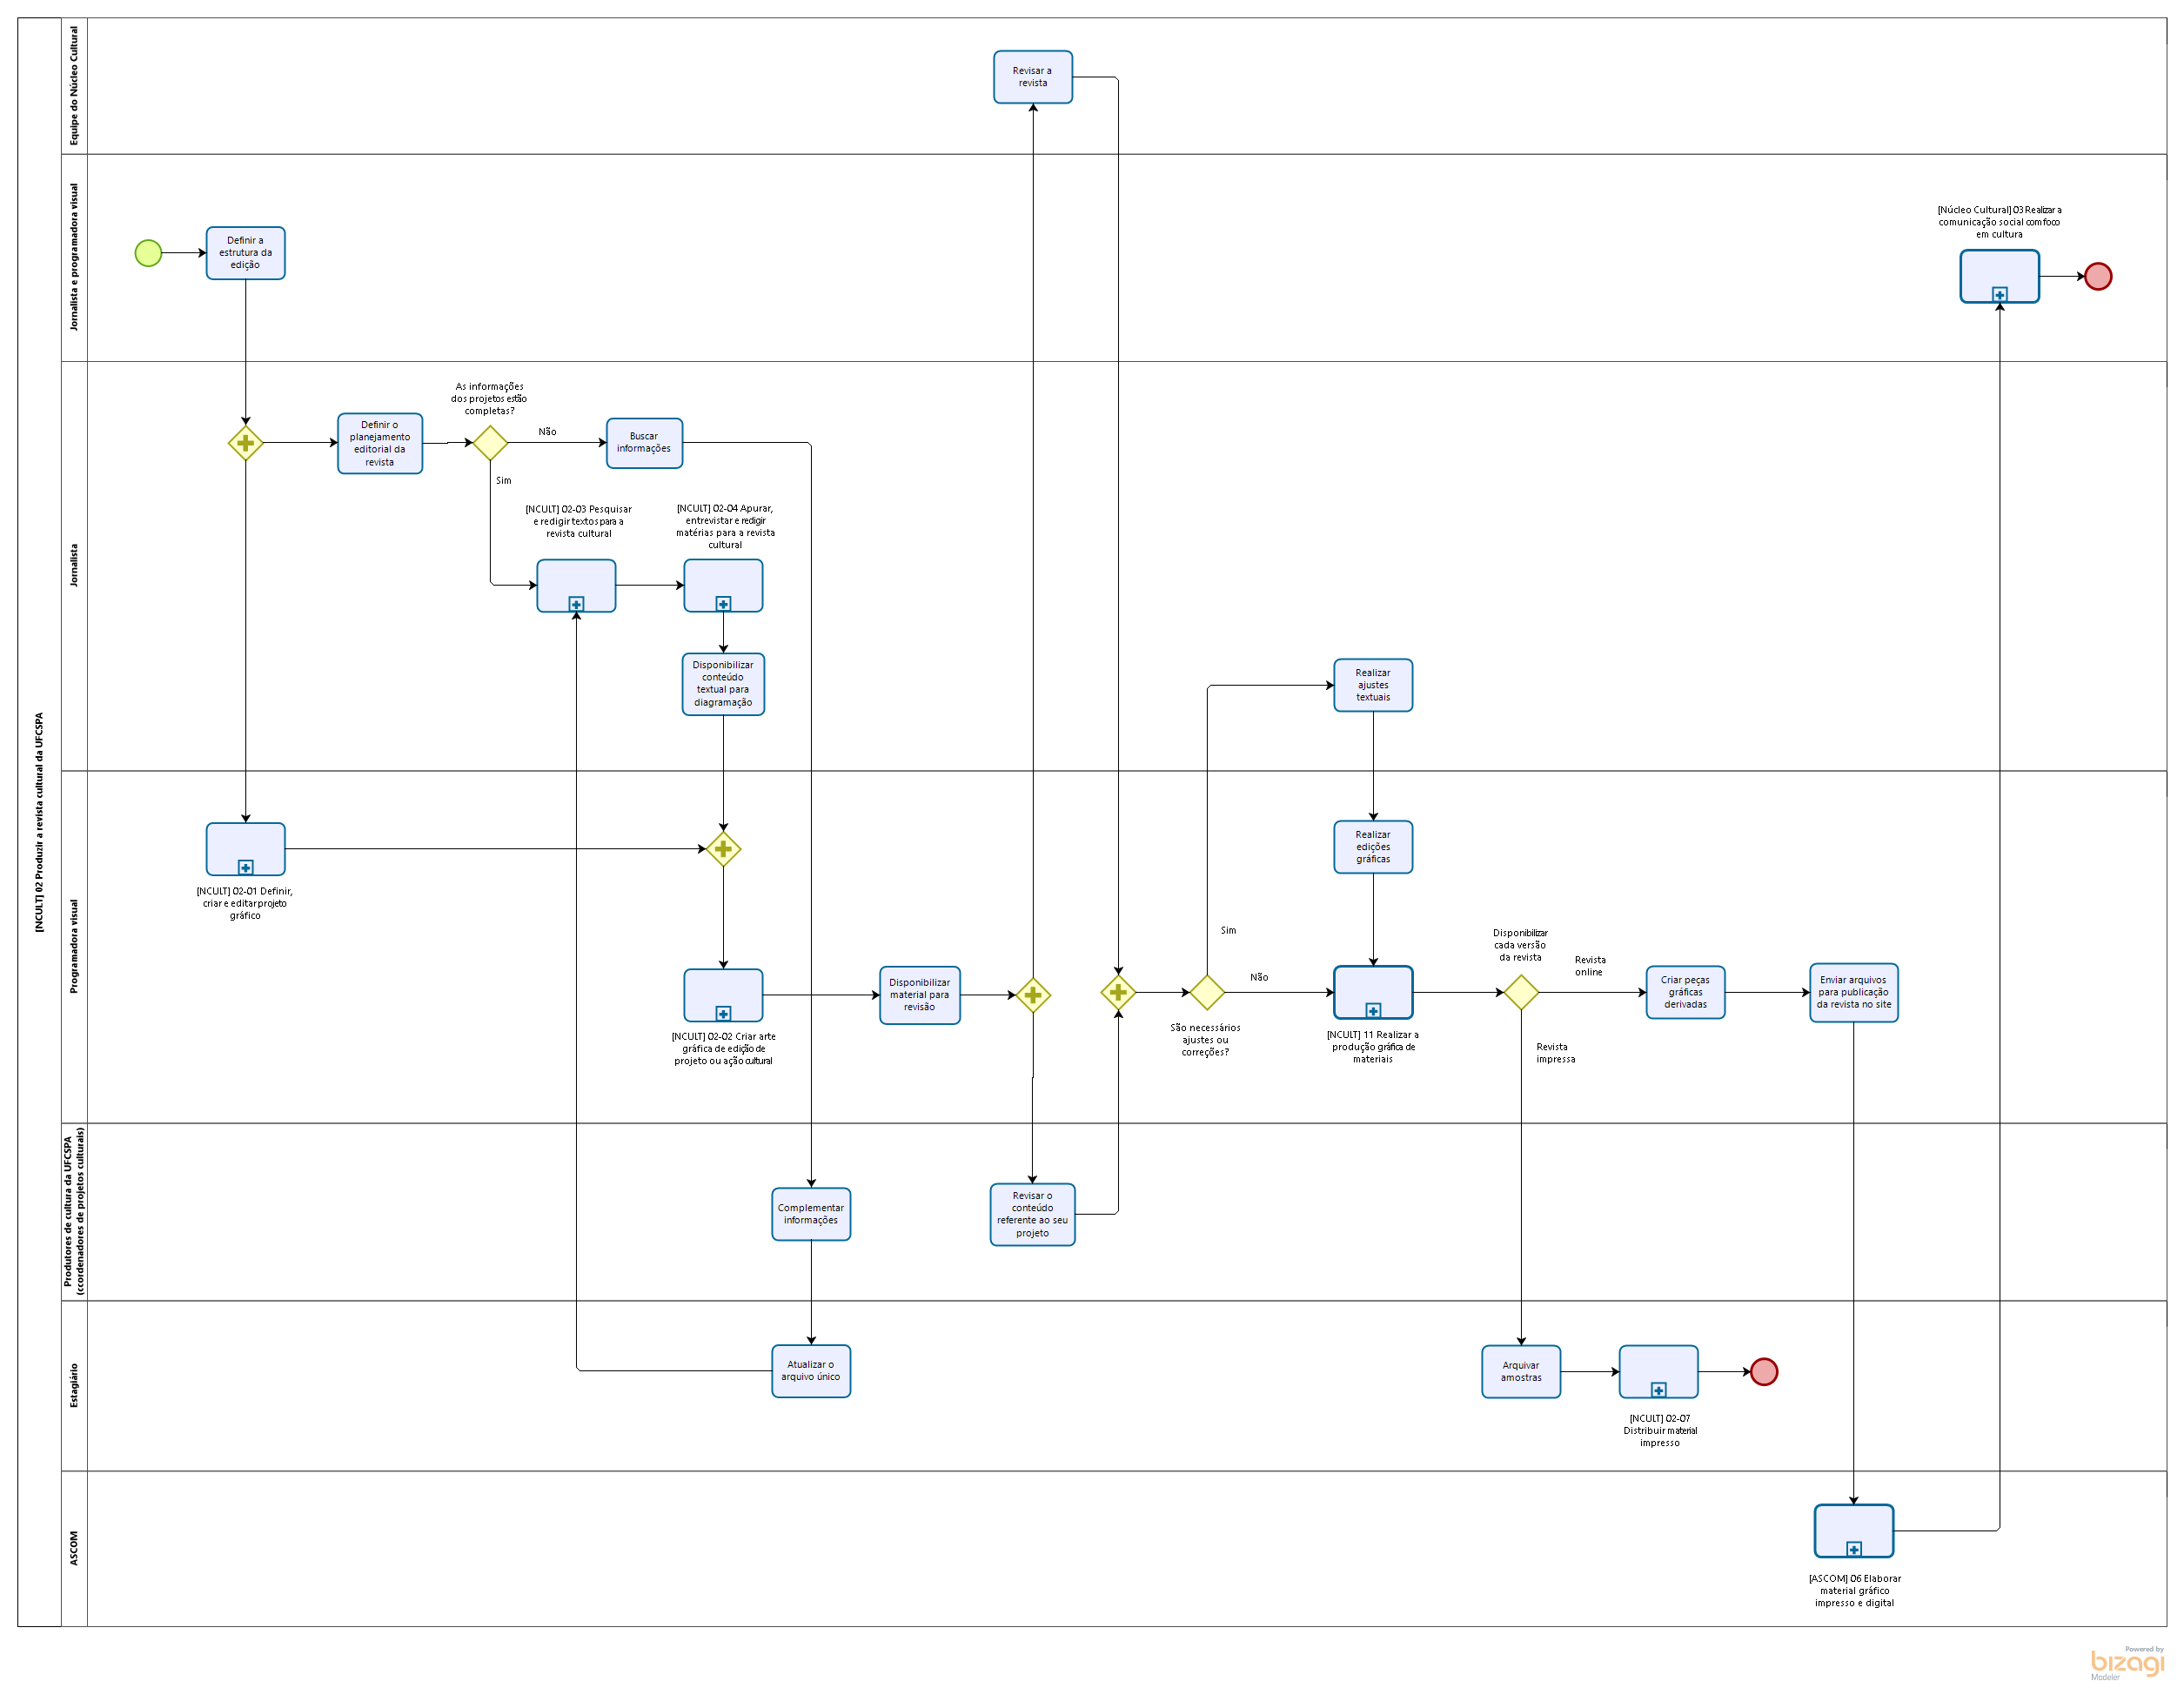 [NCULT] 02 Produzir a revista cultural da UFCSPA
Equipe do Núcleo Cultural
Revisar a
revista
Jornalista e programadora visual
Definir a
estrutura da
edição
[Núcleo Cultural] 03 Realizar a
comunicação social com foco
em cultura
Jornalista
As informações
dos projetos estão
completas?
Definir o
planejamento
editorial da
revista
Não
Buscar
informações
Sim
[NCULT] 02-03 Pesquisar
e redigir textos para a
revista cultural
[NCULT] 02-04 Apurar,
entrevistar e redigir
matérias para a revista
cultural
Disponibilizar
conteúdo
textual para
diagramação
Realizar
ajustes
textuais
Programadora visual
[NCULT] 02-01 Definir,
criar e editar projeto
gráfico
Realizar
edições
gráficas
[NCULT] 02-02 Criar arte
gráfica de edição de
projeto ou ação cultural
Disponibilizar
material para
revisão
Sim
Não
São necessários
ajustes ou
correções?
[NCULT] 11 Realizar a
produção gráfica de
materiais
Disponibilizar
cada versão
da revista
Revista
online
Revista
impressa
Criar peças
gráficas
derivadas
Enviar arquivos
para publicação
da revista no site
Produtores de cultura da UFCSPA
(ccordenadores de projetos culturais)
Complementar
informações
Revisar o
conteúdo
referente ao seu
projeto
Estagiário
Atualizar o
arquivo único
Arquivar
amostras
[NCULT] 02-07
Distribuir material
impresso
ASCOM
[ASCOM] 06 Elaborar
material gráfico
impresso e digital
Powered by
bizagi
Modeler